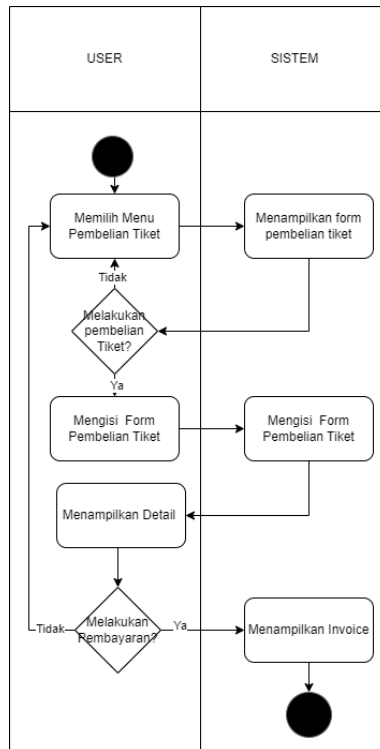 USER
SISTEM
Memilih Menu
Pembelian Tiket
Menampilkan form
pembelian tiket
Tidak
Melakukan
pembelian
Tiket?
Ya
Mengisi Form
Pembelian Tiket
Mengisi Form
Pembelian Tiket
Menampilkan Detail
Tidak
Melakukan
Pembayaran?
Ya
Menampilkan Invoice